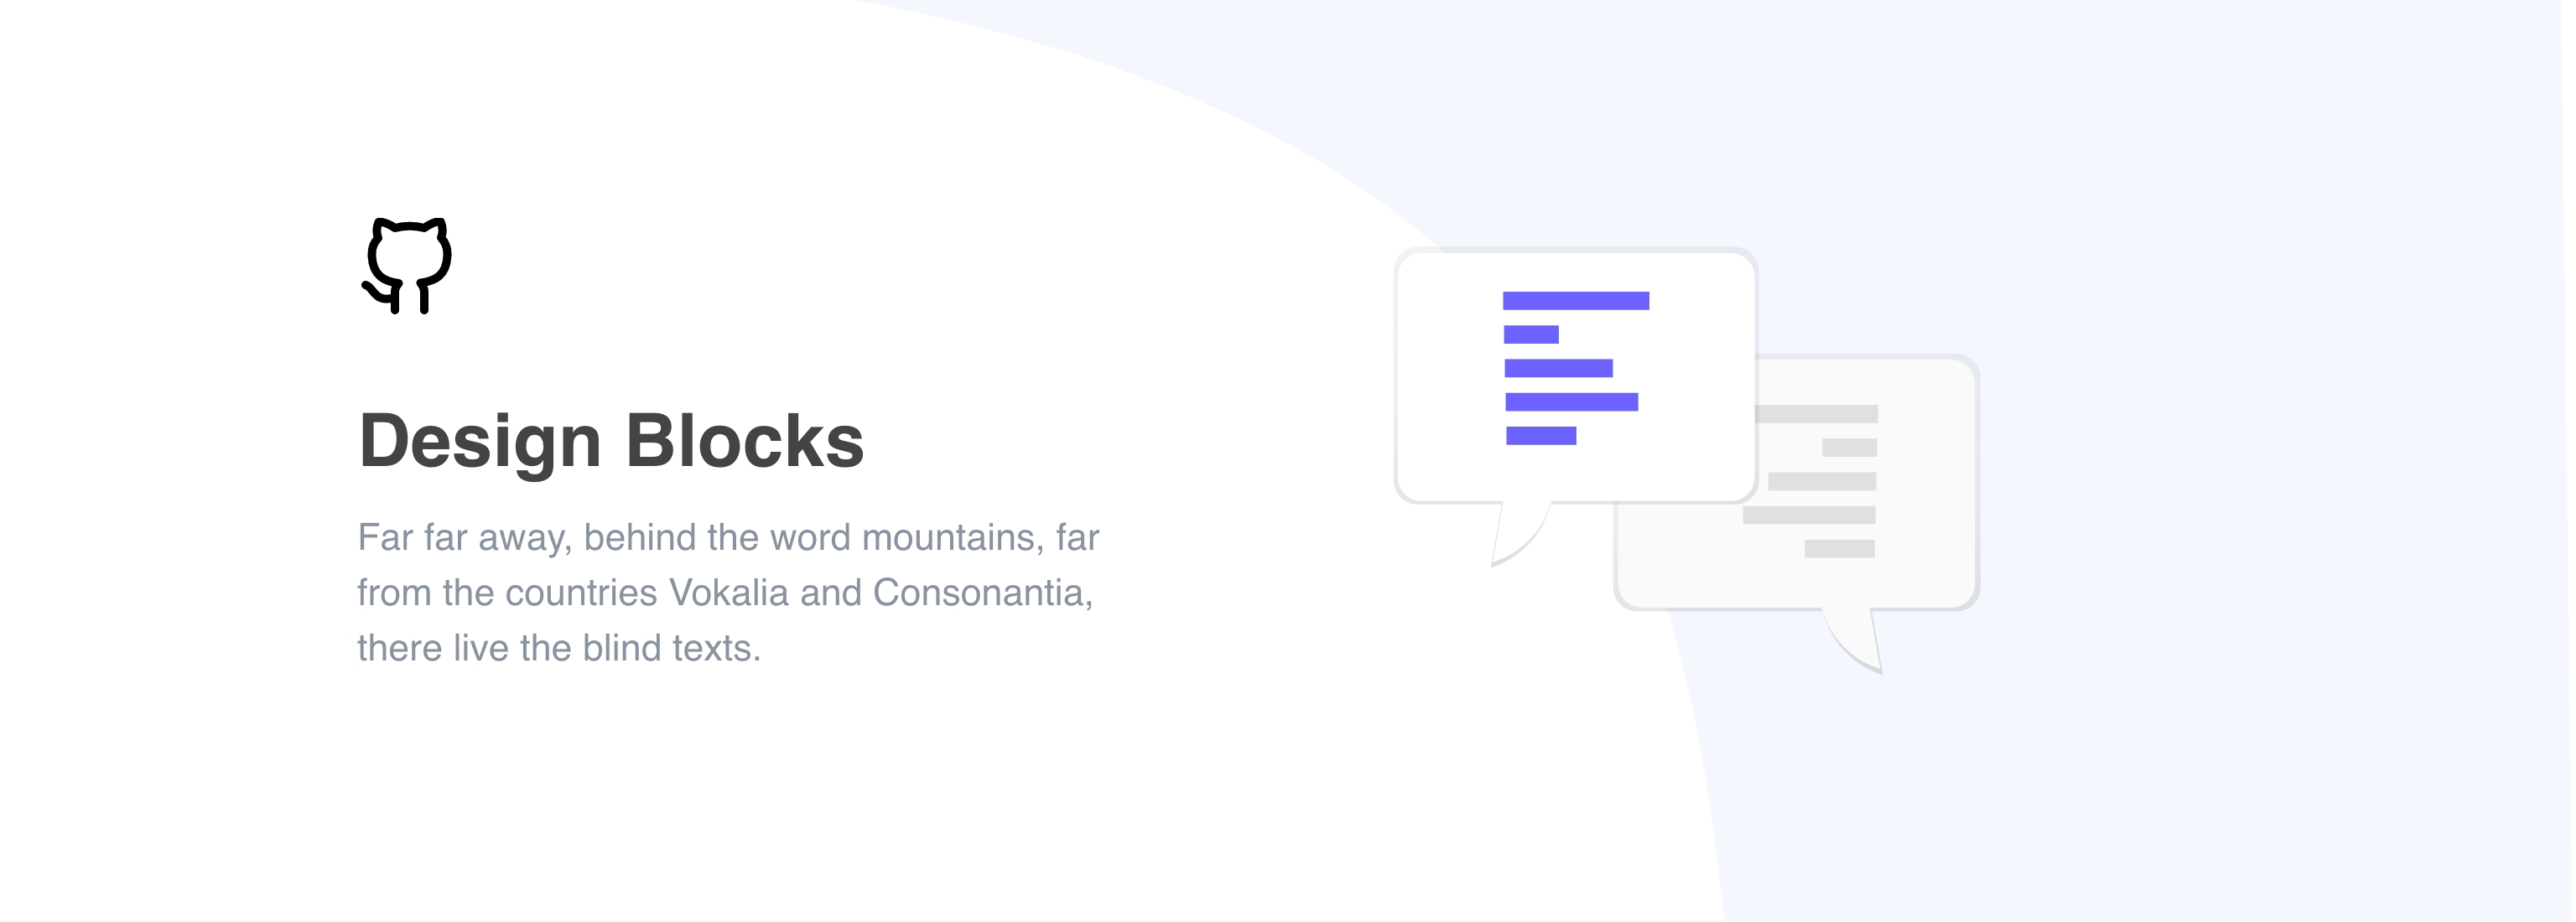 Design Blocks
Far far away, behind the word mountains, far
from the countries Vokalia and Consonantia,
there live the blind texts.